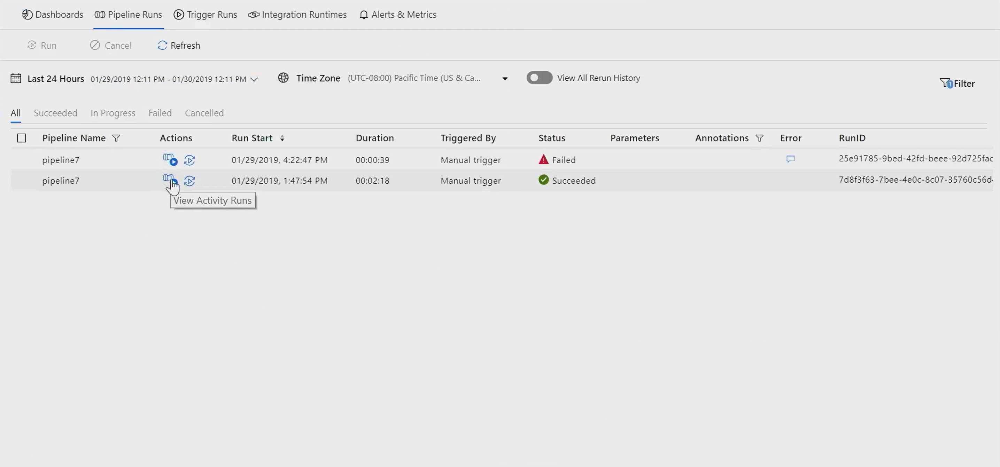 Dashboards Pipeline Runs Trigger Runs Integration Runtimes Alerts & Metrics
Run Cancel Refresh
Last 24 Hours 01/29/2019 12:11 PM - 01/30/2019 12:11 PM Time Zone (UTC-08:00) Pacific Time (US & Ca... View All Rerun History
1 Filter
All Succeeded In Progress Failed Cancelled
Pipeline Name Actions Run Start Duration Triggered By Status Parameters Annotations Error RunID
pipeline7 01/29/2019, 4:22:47 PM 00:00:39 Manual trigger Failed 25e91785-9bed-42fd-beee-92d725fac
pipeline7 01/29/2019, 1:47:54 PM 00:02:18 Manual trigger Succeeded 7d8f3f63-7bee-4e0c-8c07-35760c56d
View Activity Runs